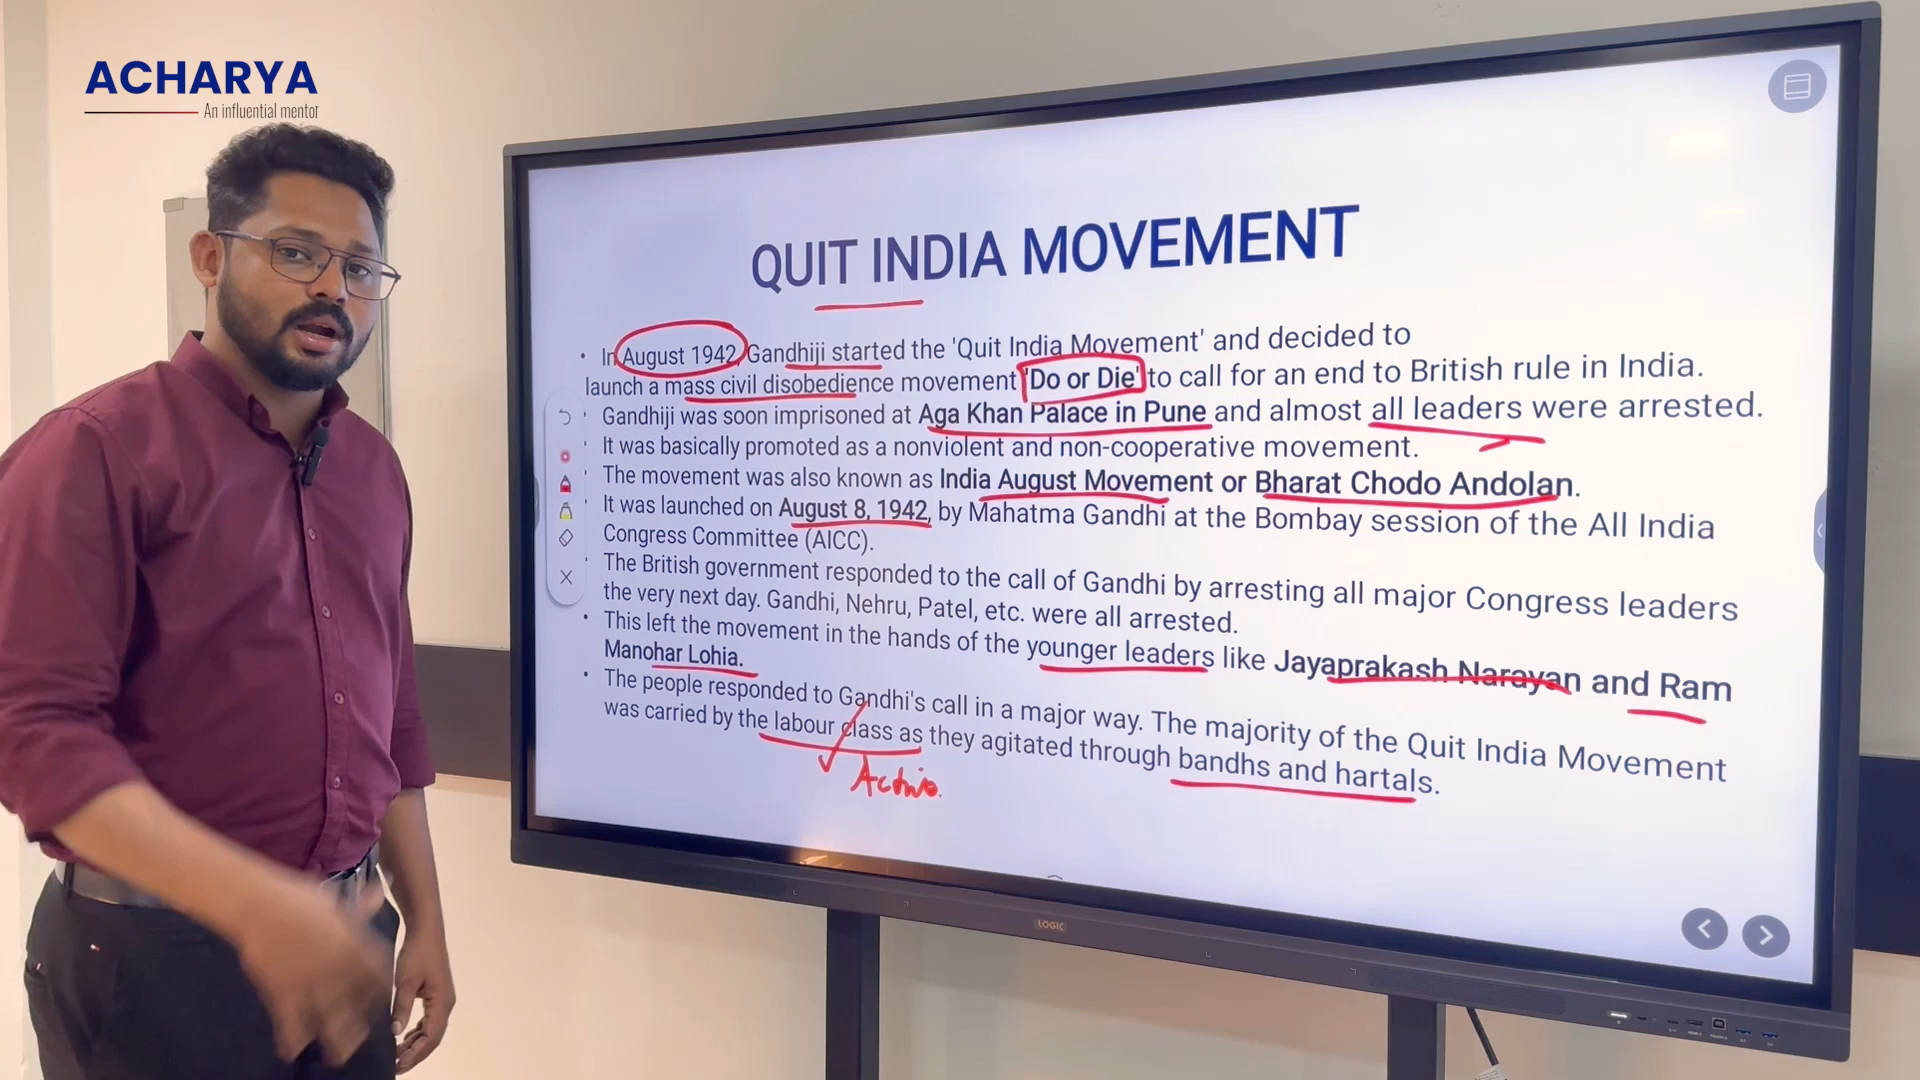 ACHARYA
An influential mentor
QUIT INDIA MOVEMENT
• In August 1942, Gandhiji started the 'Quit India Movement' and decided to
launch a mass civil disobedience movement 'Do or Die' to call for an end to British rule in India.
• Gandhiji was soon imprisoned at Aga Khan Palace in Pune and almost all leaders were arrested.
• It was basically promoted as a nonviolent and non-cooperative movement.
• The movement was also known as India August Movement or Bharat Chodo Andolan.
• It was launched on August 8, 1942, by Mahatma Gandhi at the Bombay session of the All India
Congress Committee (AICC).
• The British government responded to the call of Gandhi by arresting all major Congress leaders
the very next day. Gandhi, Nehru, Patel, etc. were all arrested.
• This left the movement in the hands of the younger leaders like Jayaprakash Narayan and Ram
Manohar Lohia.
• The people responded to Gandhi's call in a major way. The majority of the Quit India Movement
was carried by the labour class as they agitated through bandhs and hartals.
Active.
LOGIC